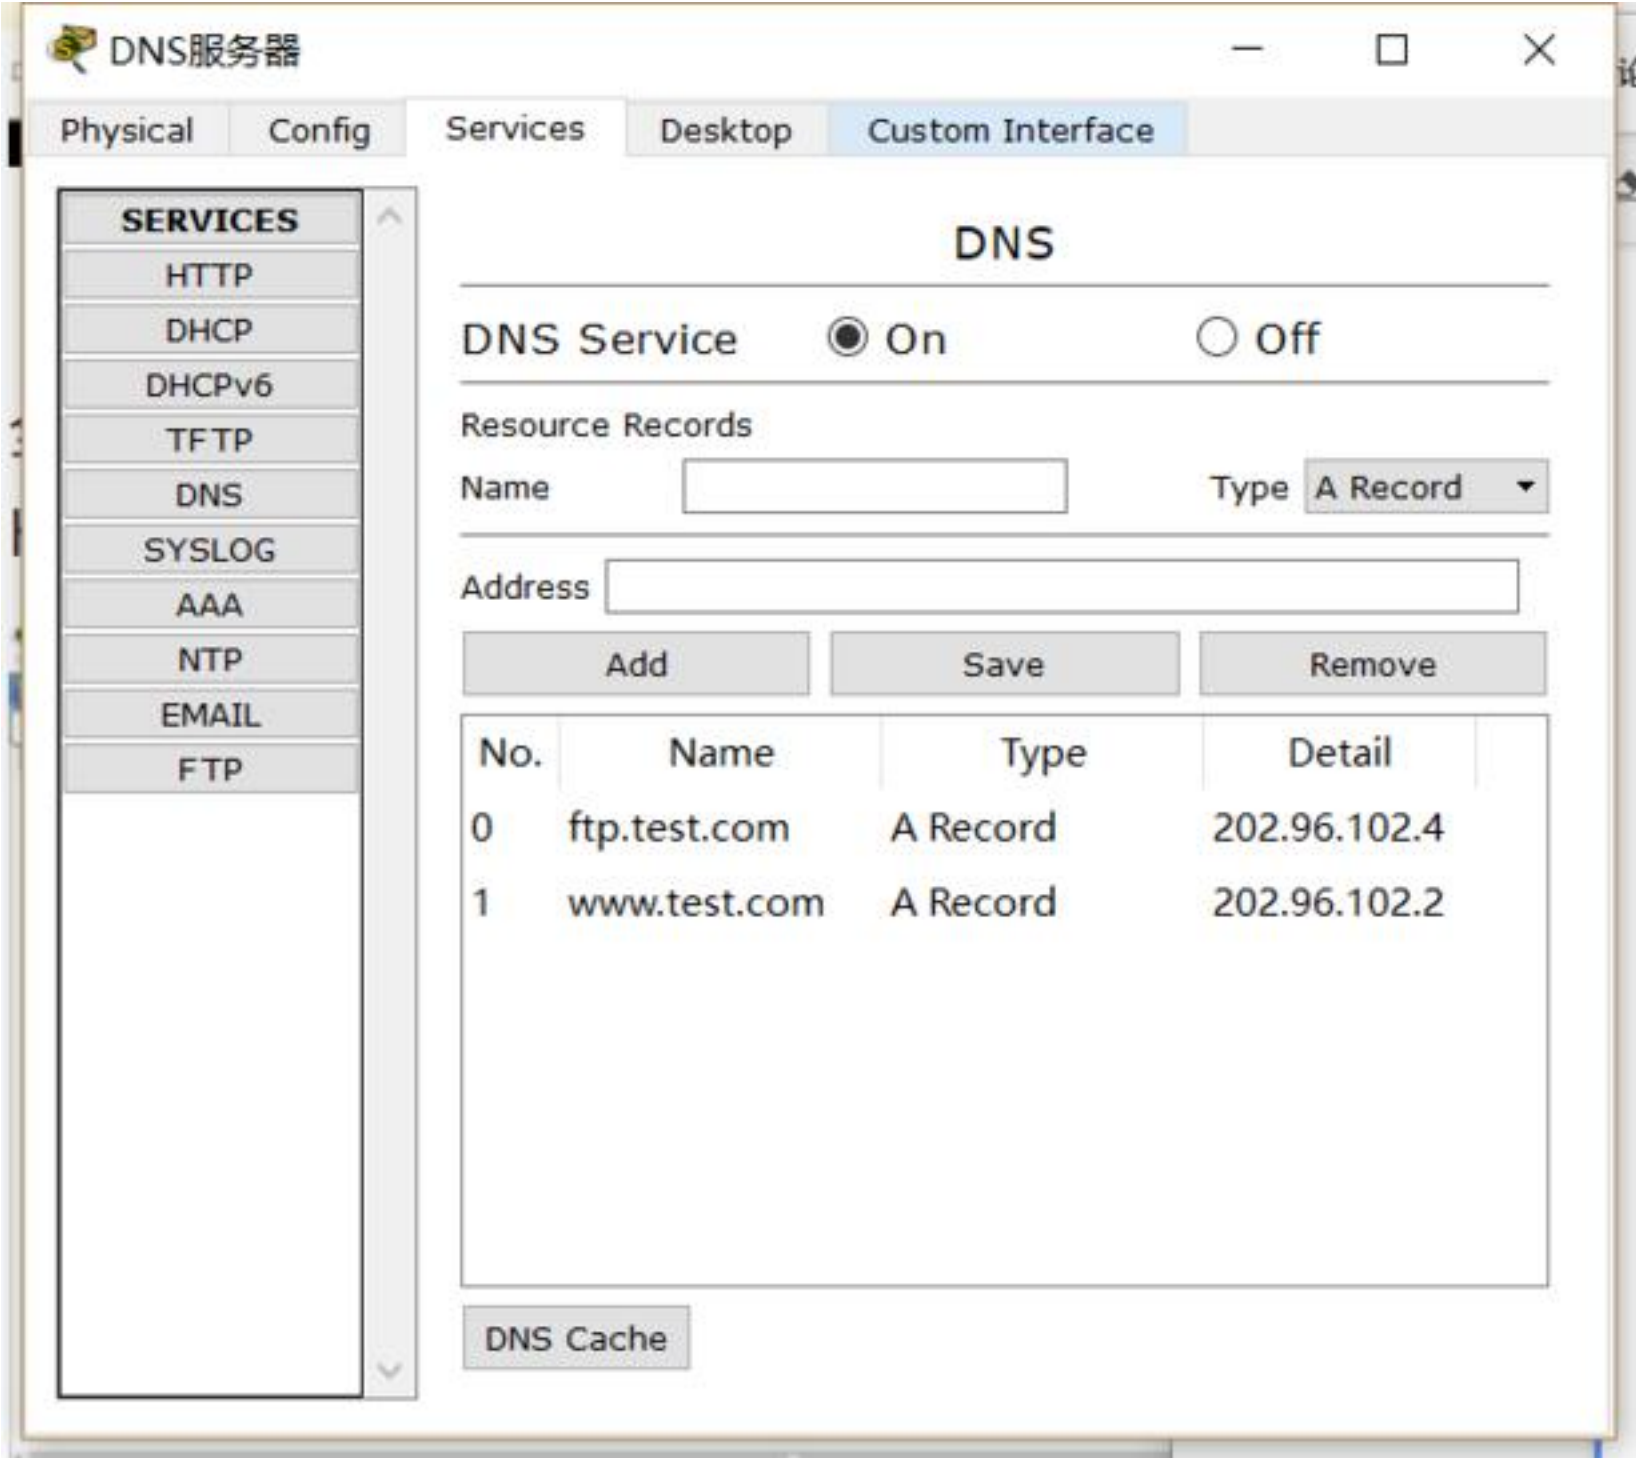 DNS服务器
Physical Config Services Desktop Custom Interface
SERVICES
HTTP
DHCP
DHCPv6
TFTP
DNS
SYSLOG
AAA
NTP
EMAIL
FTP
DNS
DNS Service On Off
Resource Records
Name Type A Record
Address
Add Save Remove
No. Name Type Detail
0 ftp.test.com A Record 202.96.102.4
1 www.test.com A Record 202.96.102.2
DNS Cache